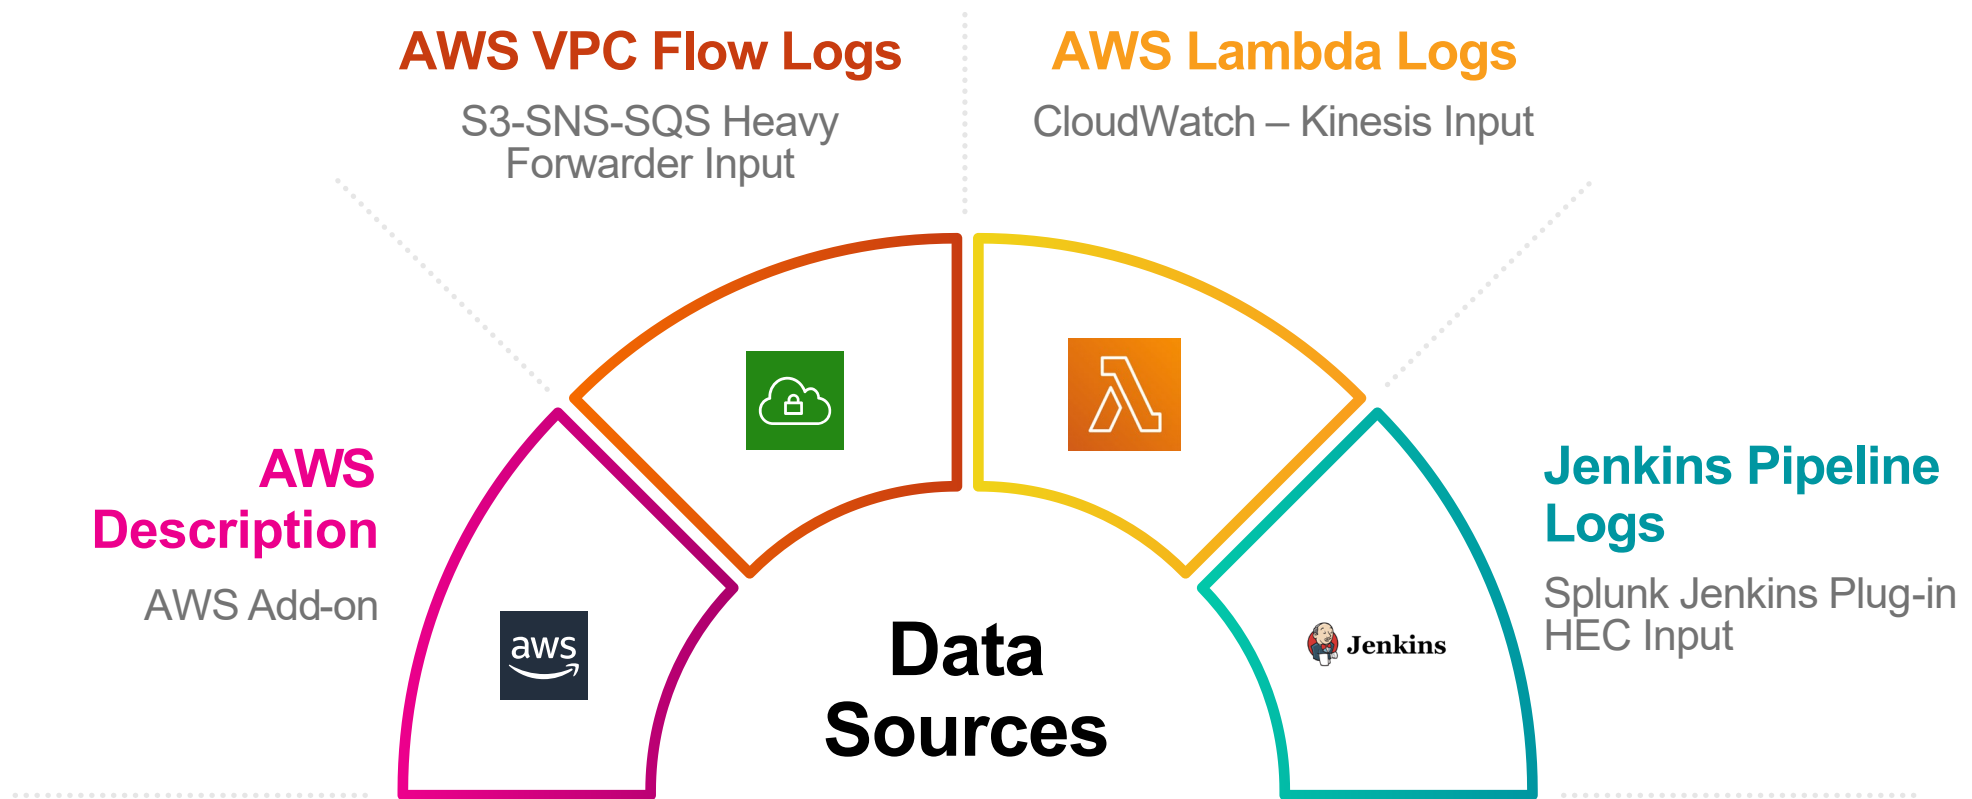 AWS VPC Flow Logs
S3-SNS-SQS Heavy
Forwarder Input
AWS Lambda Logs
CloudWatch – Kinesis Input
AWS
Description
AWS Add-on
aws
Data
Sources
Jenkins
Jenkins Pipeline
Logs
Splunk Jenkins Plug-in
HEC Input